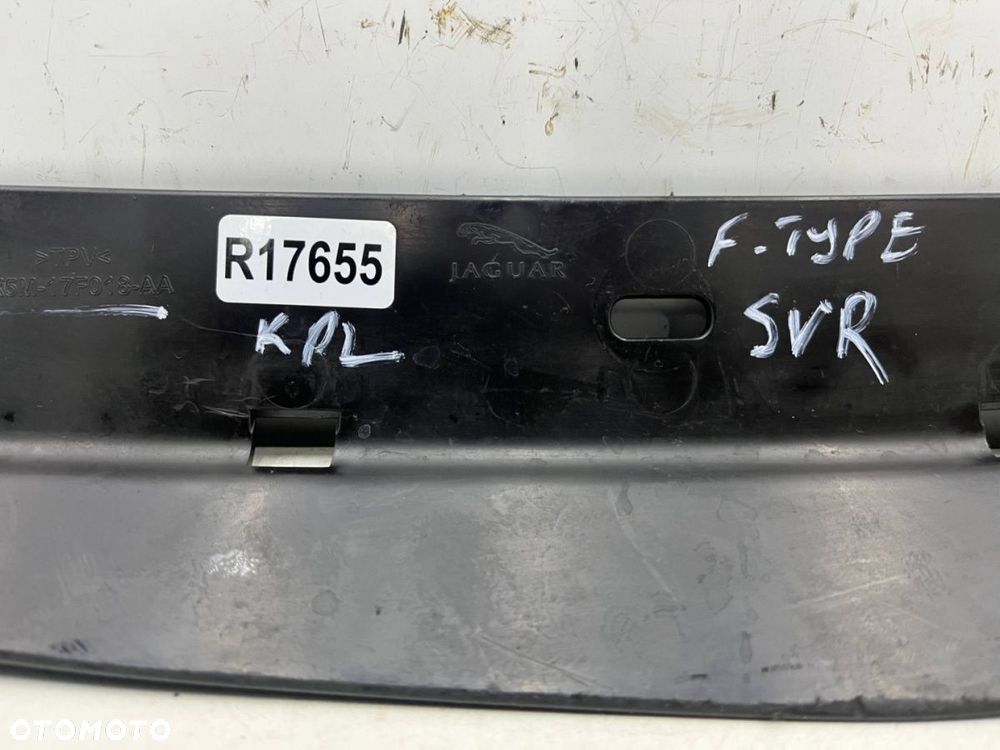 >TPV<
R17655
JAGUAR
F-TYPE
SVR
KPL
OTOMOTO